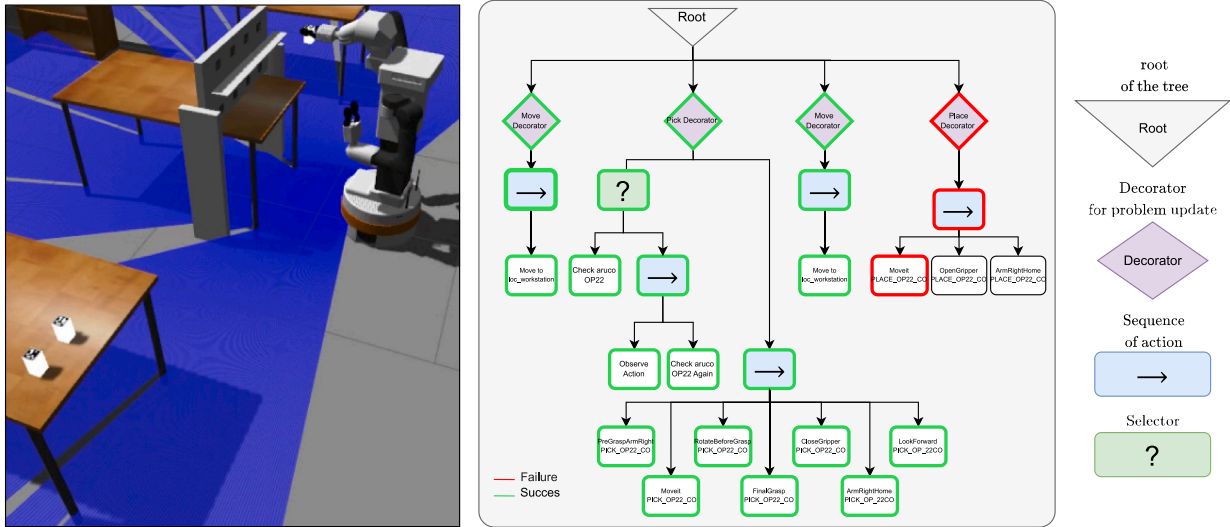 Root
Move
Decorator
Pick Decorator
Move
Decorator
Place
Decorator
?
Move to
loc_workstation
Check aruco
OP22
Move to
loc_workstation
Moveit
PLACE_OP22_CO
OpenGripper
PLACE_OP22_CO
ArmRightHome
PLACE_OP22_CO
Observe
Action
Check aruco
OP22 Again
PreGraspArmRight
PICK_OP22_CO
RotateBeforeGrasp
PICK_OP22_CO
CloseGripper
PICK_OP22_CO
LookForward
PICK_OP_22CO
Moveit
PICK_OP22_CO
FinalGrasp
PICK_OP22_CO
ArmRightHome
PICK_OP_22CO
Failure
Succes
root
of the tree
Root
Decorator
for problem update
Decorator
Sequence
of action
Selector
?